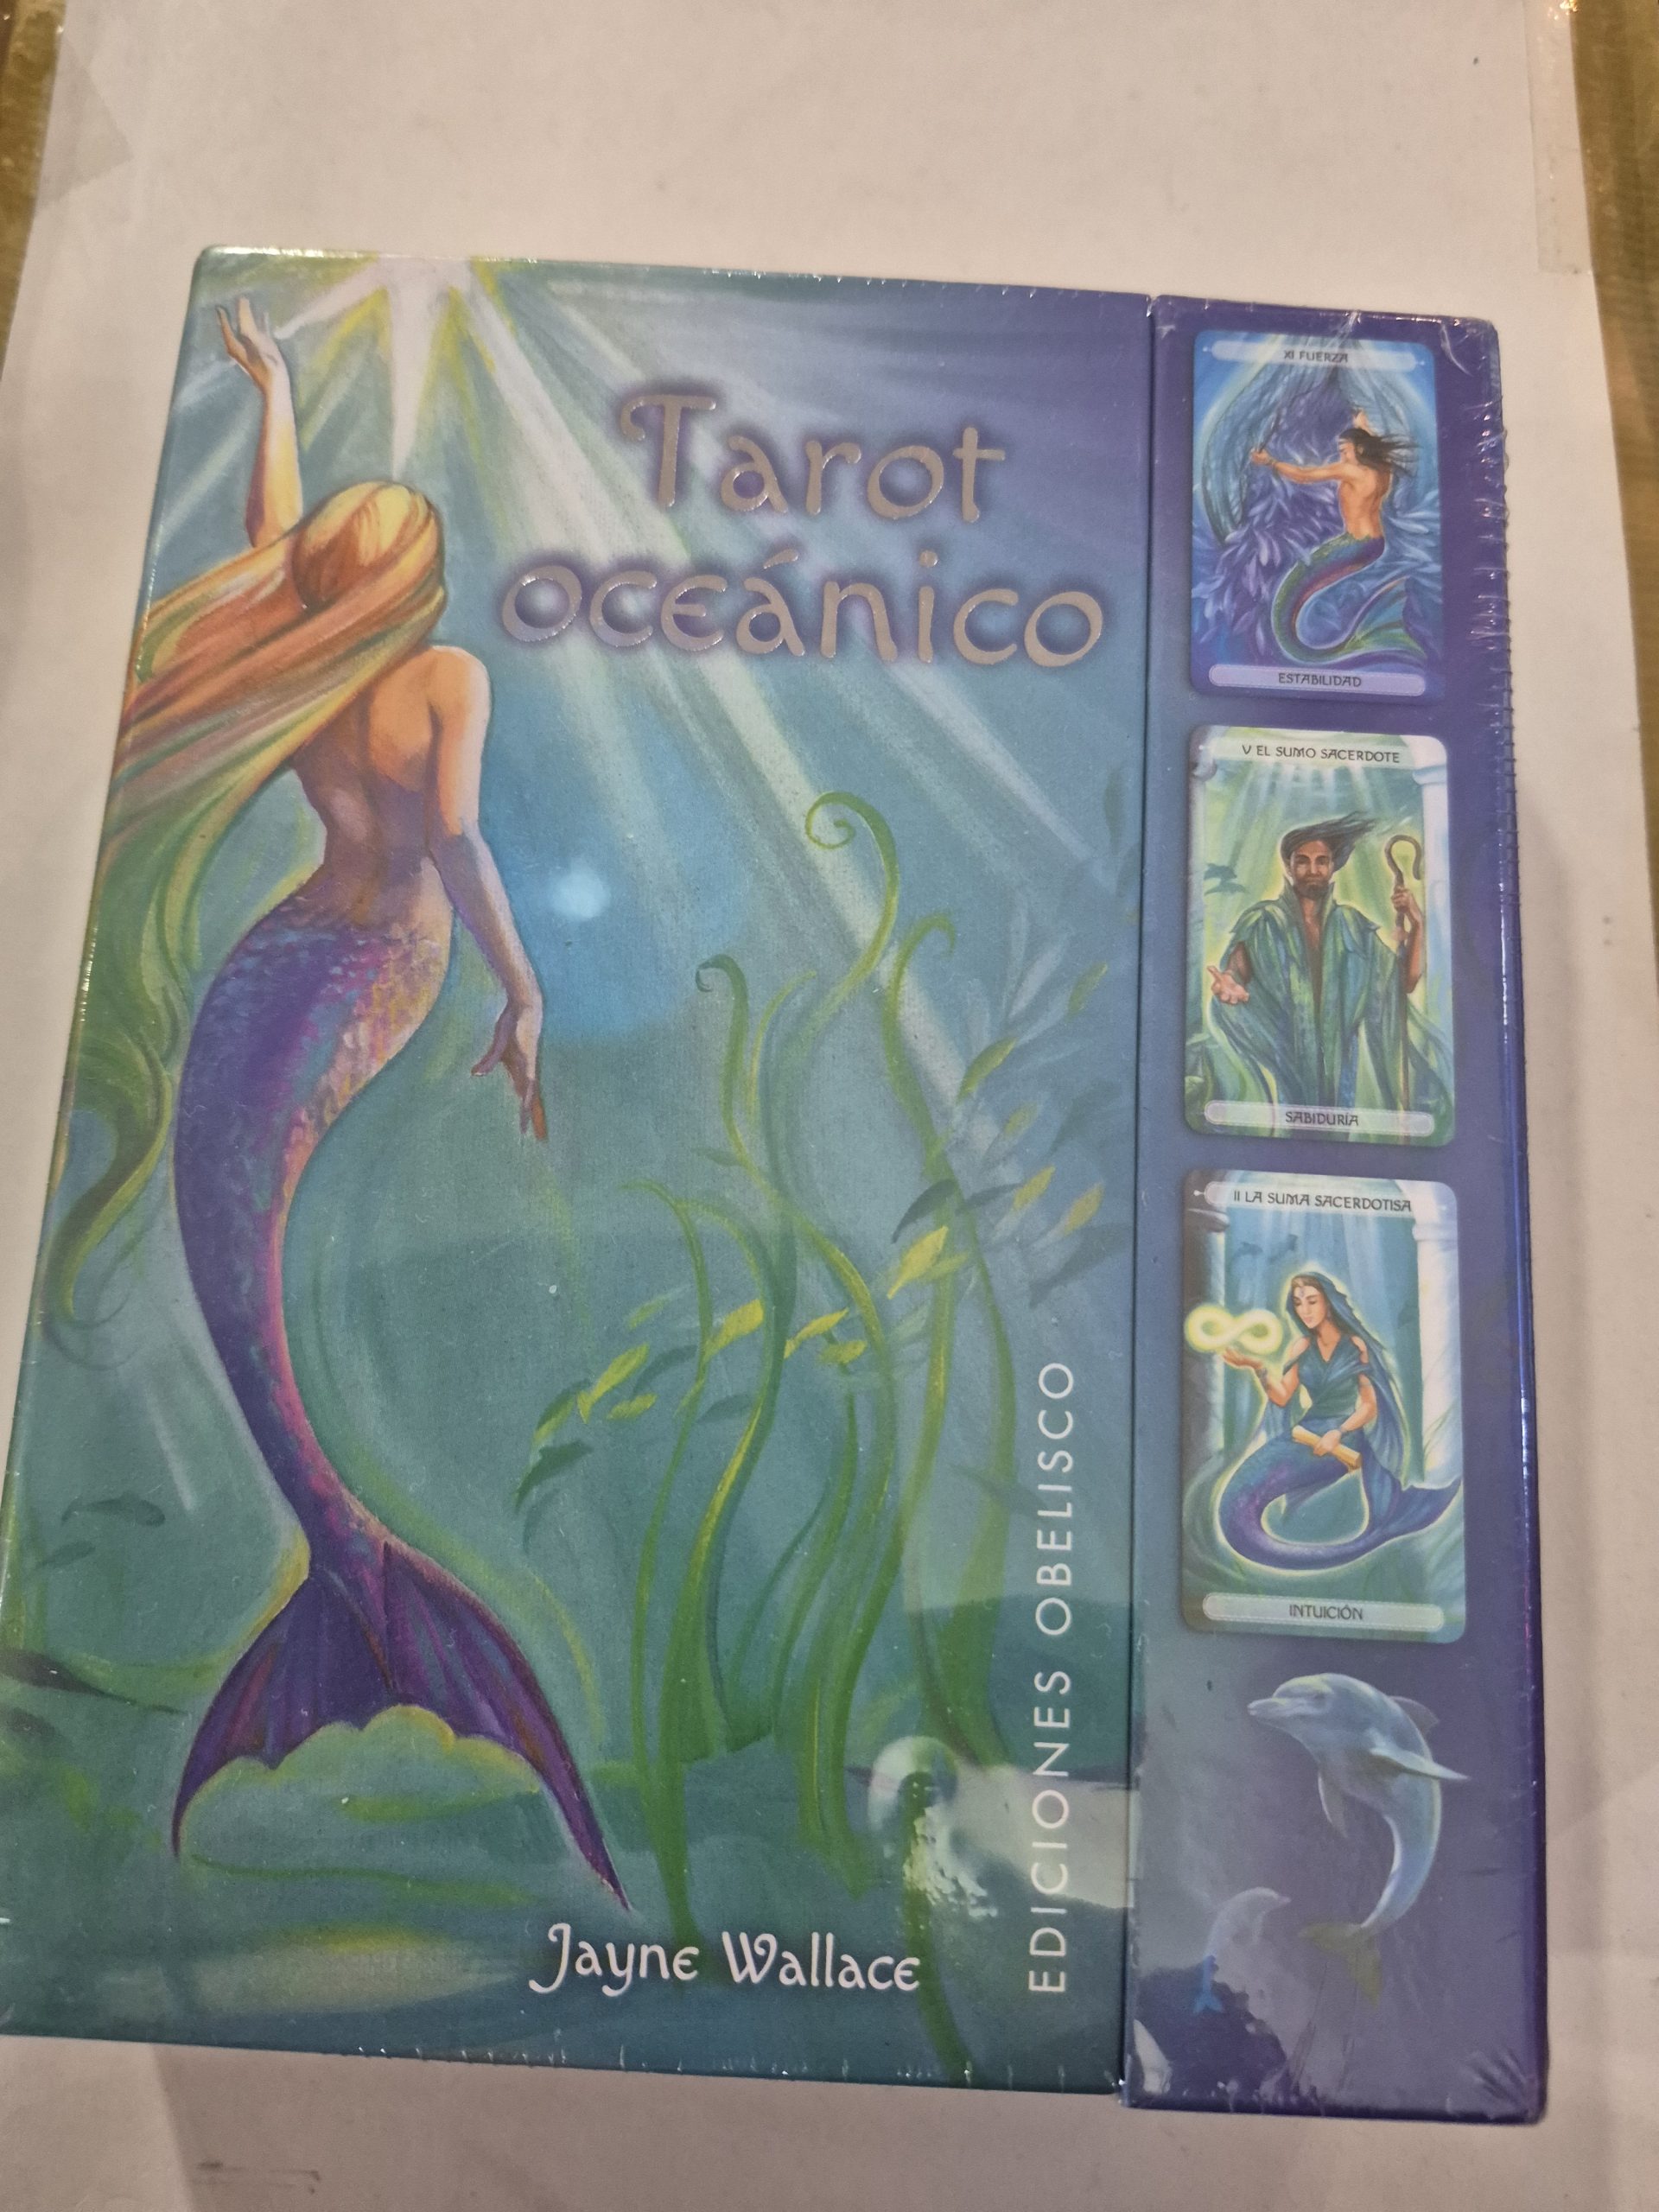 Tarot
oceánico
Jayne Wallace
EDICIONES OBELISCO
XI FUERZA
ESTABILIDAD
V EL SUMO SACERDOTE
SABIDURÍA
II LA SUMA SACERDOTISA
INTUICIÓN